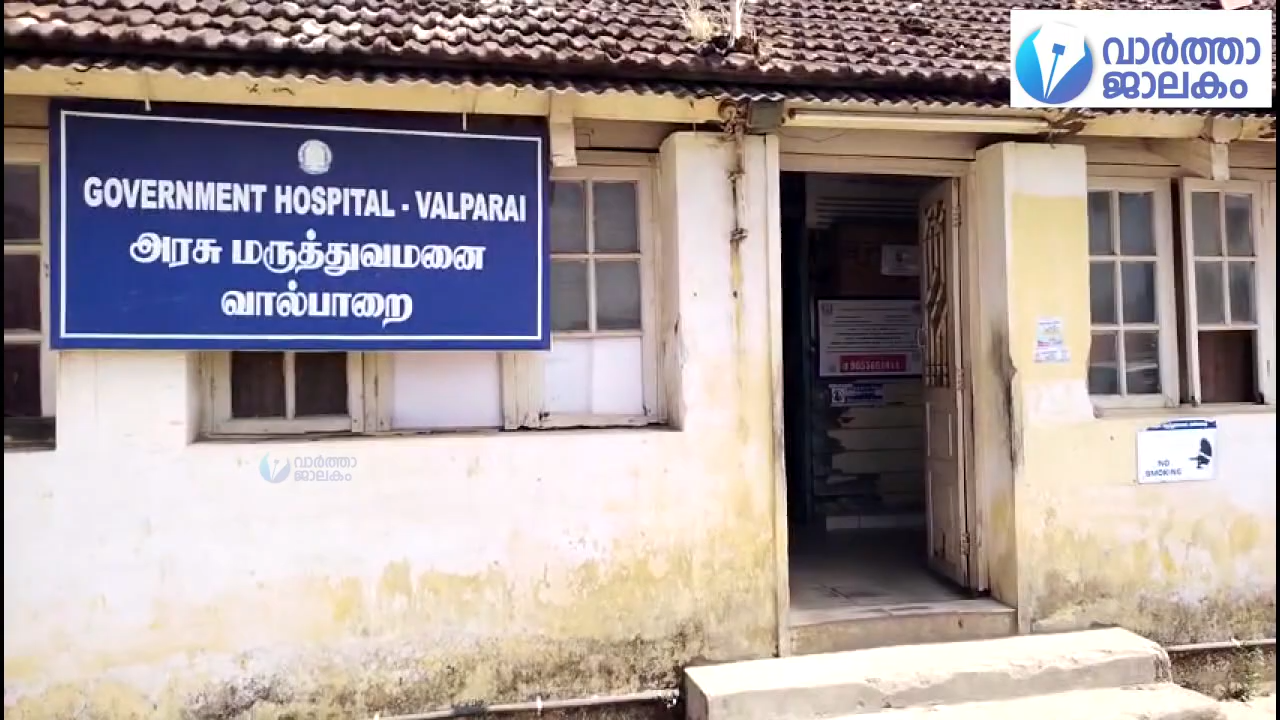 വാർത്താ
ജാലകം
GOVERNMENT HOSPITAL - VALPARAI
அரசு மருத்துவமனை
வால்பாறை
വാർത്താ
ജാലകം
NO
SMOKING